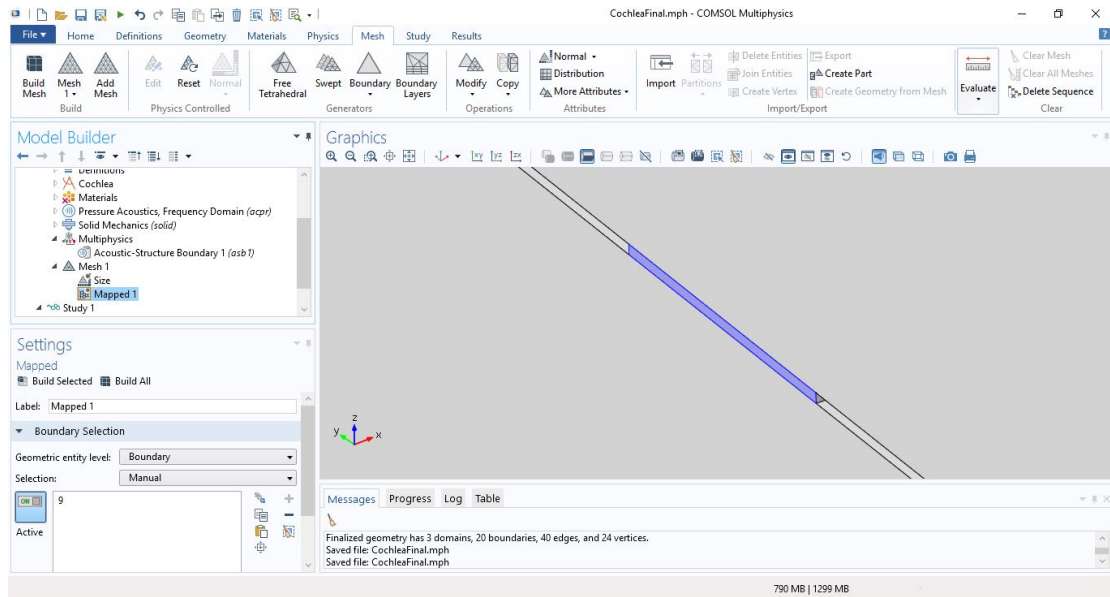 CochleaFinal.mph - COMSOL Multiphysics
File Home Definitions Geometry Materials Physics Mesh Study Results
Build Mesh
Mesh 1
Add Mesh
Edit
Reset
Normal
Free Tetrahedral
Swept
Boundary
Boundary Layers
Modify
Copy
Normal
Distribution
More Attributes
Import
Partitions
Delete Entities
Join Entities
Create Vertex
Export
Create Part
Create Geometry from Mesh
Evaluate
Clear Mesh
Clear All Meshes
Delete Sequence
Build
Physics Controlled
Generators
Operations
Attributes
Import/Export
Clear
Model Builder
Definitions
Cochlea
Materials
Pressure Acoustics, Frequency Domain (acpr)
Solid Mechanics (solid)
Multiphysics
Acoustic-Structure Boundary 1 (asb1)
Mesh 1
Size
Mapped 1
Study 1
Settings
Mapped
Build Selected Build All
Label: Mapped 1
Boundary Selection
Geometric entity level: Boundary
Selection: Manual
ON
9
Active
Graphics
xy yz zx
z
y
x
Messages Progress Log Table
Finalized geometry has 3 domains, 20 boundaries, 40 edges, and 24 vertices.
Saved file: CochleaFinal.mph
Saved file: CochleaFinal.mph
790 MB | 1299 MB